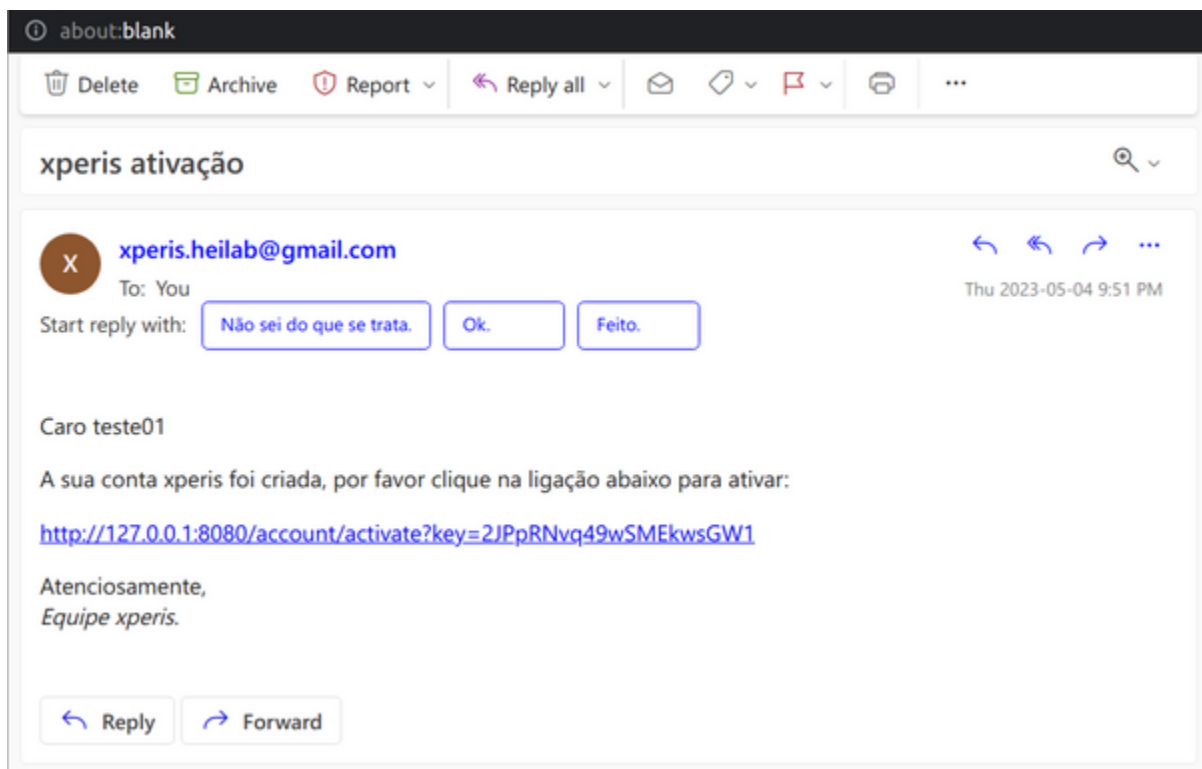 about:blank
Delete Archive Report Reply all ...
xperis ativação
X
xperis.heilab@gmail.com
To: You
Thu 2023-05-04 9:51 PM
Start reply with: Não sei do que se trata. Ok. Feito.
Caro teste01
A sua conta xperis foi criada, por favor clique na ligação abaixo para ativar:
http://127.0.0.1:8080/account/activate?key=2JPpRNvq49wSMEkwsGW1
Atenciosamente,
Equipe xperis.
Reply Forward